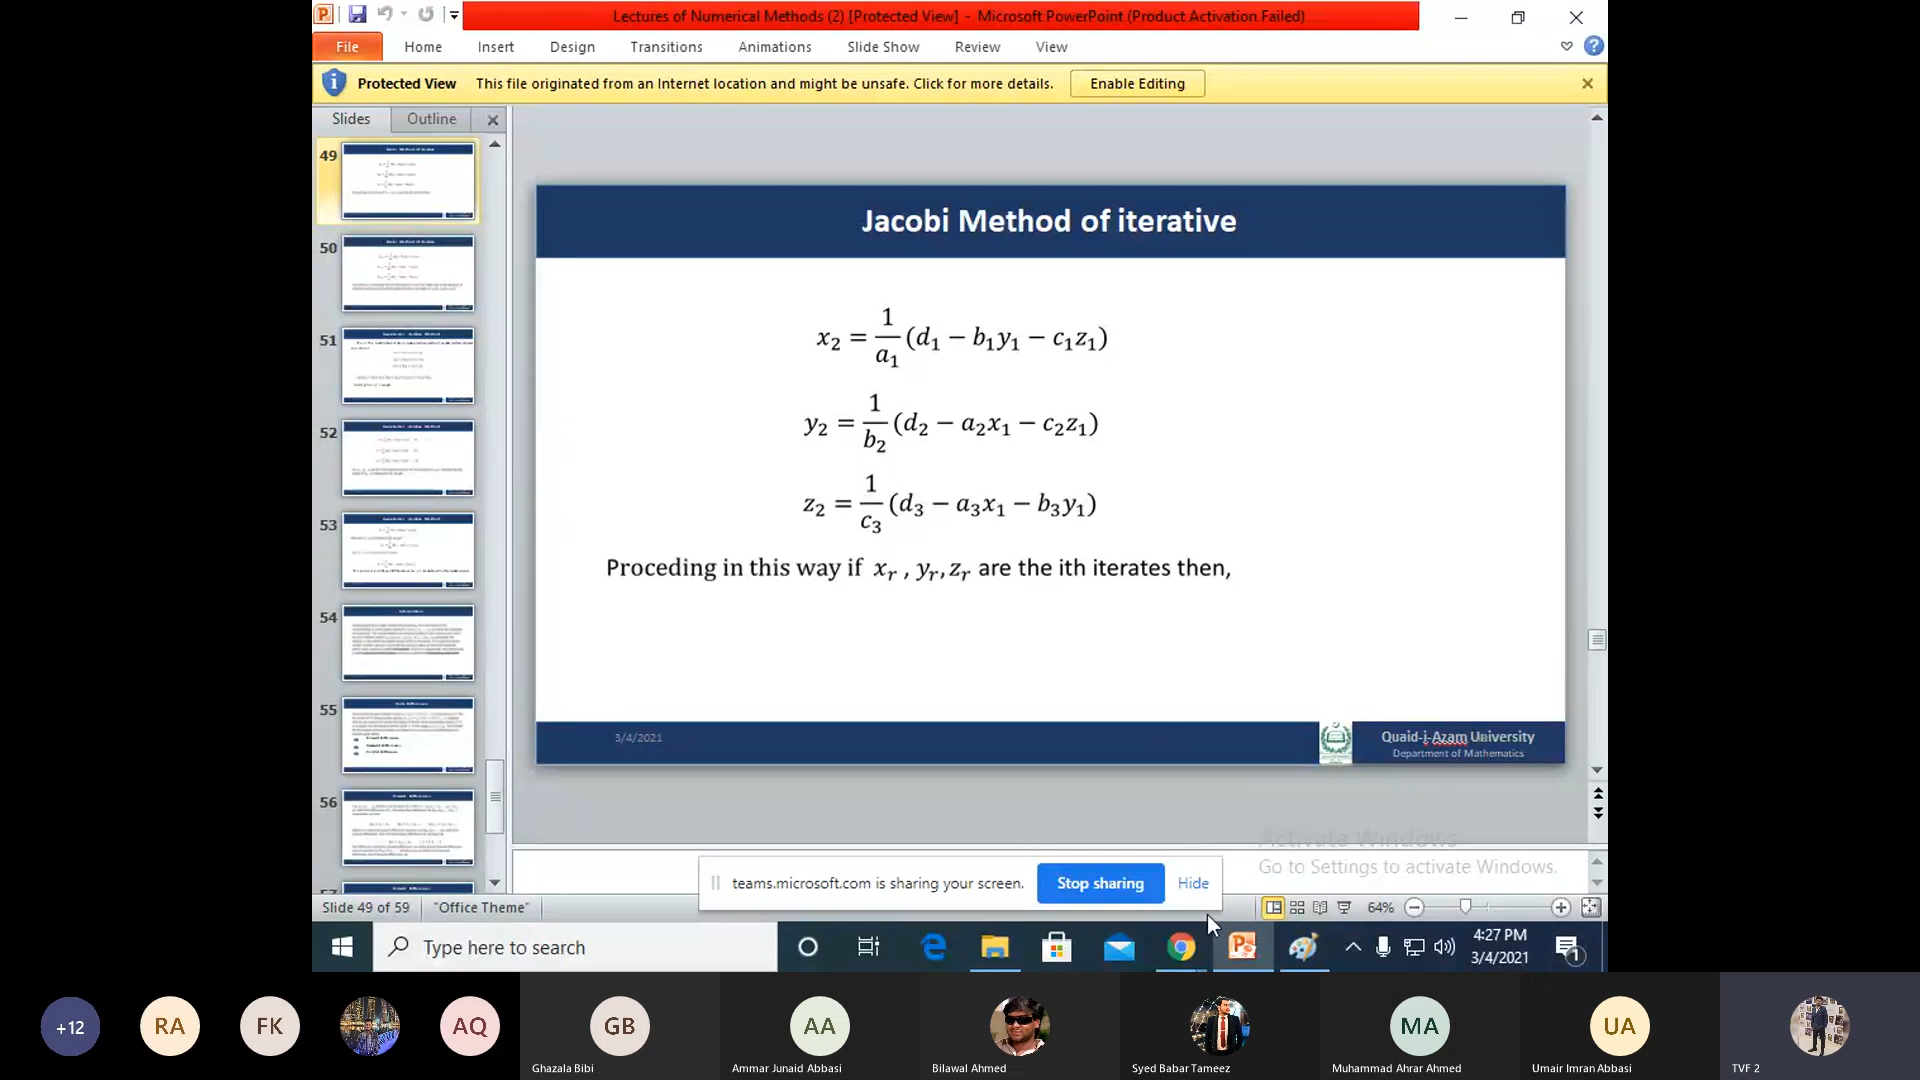 Lectures of Numerical Methods (2) [Protected View] - Microsoft PowerPoint (Product Activation Failed)
File Home Insert Design Transitions Animations Slide Show Review View
Protected View This file originated from an Internet location and might be unsafe. Click for more details. Enable Editing
Slides Outline
49
50
51
52
53
54
55
56
Jacobi Method of iterative
x₂ = 1/a₁ (d₁ − b₁y₁ − c₁z₁)
y₂ = 1/b₂ (d₂ − a₂x₁ − c₂z₁)
z₂ = 1/c₃ (d₃ − a₃x₁ − b₃y₁)
Proceding in this way if xᵣ , yᵣ, zᵣ are the ith iterates then,
3/4/2021
Quaid-i-Azam University
Department of Mathematics
Activate Windows
Go to Settings to activate Windows.
teams.microsoft.com is sharing your screen. Stop sharing Hide
Slide 49 of 59 "Office Theme" 64%
Type here to search
4:27 PM
3/4/2021
1
+12 RA FK AQ GB AA MA UA
Ghazala Bibi Ammar Junaid Abbasi Bilawal Ahmed Syed Babar Tameez Muhammad Ahrar Ahmed Umair Imran Abbasi TVF 2